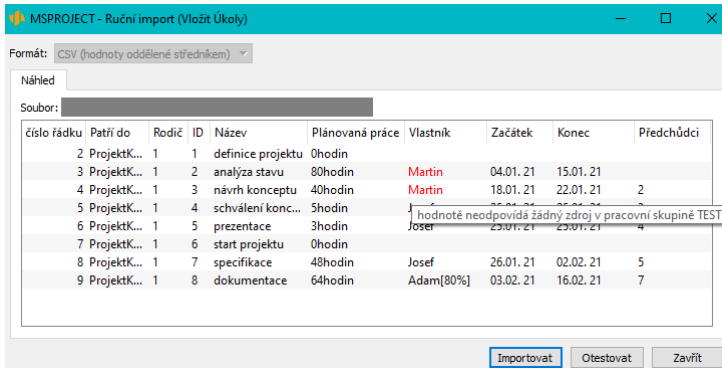 MSPROJECT - Ruční import (Vložit Úkoly)
Formát: CSV (hodnoty oddělené středníkem)
Náhled
Soubor:
číslo řádku Patří do Rodič ID Název Plánovaná práce Vlastník Začátek Konec Předchůdci
2 ProjektK... 1 1 definice projektu 0hodin
3 ProjektK... 1 2 analýza stavu 80hodin Martin 04.01. 21 15.01. 21
4 ProjektK... 1 3 návrh konceptu 40hodin Martin 18.01. 21 22.01. 21 2
5 ProjektK... 1 4 schválení konc... 5hodin
hodnotě neodpovídá žádný zdroj v pracovní skupině TEST
6 ProjektK... 1 5 prezentace 3hodin Josef 25.01. 21 25.01. 21 4
7 ProjektK... 1 6 start projektu 0hodin
8 ProjektK... 1 7 specifikace 48hodin Josef 26.01. 21 02.02. 21 5
9 ProjektK... 1 8 dokumentace 64hodin Adam[80%] 03.02. 21 16.02. 21 7
Importovat Otestovat Zavřít